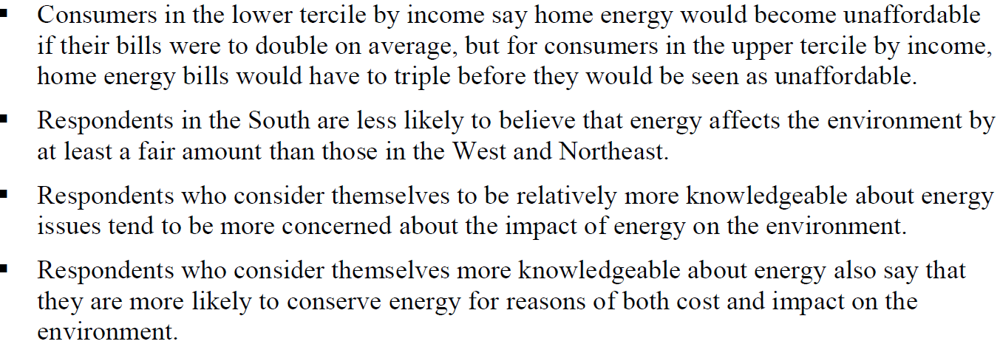 ▪ Consumers in the lower tercile by income say home energy would become unaffordable
if their bills were to double on average, but for consumers in the upper tercile by income,
home energy bills would have to triple before they would be seen as unaffordable.
▪ Respondents in the South are less likely to believe that energy affects the environment by
at least a fair amount than those in the West and Northeast.
▪ Respondents who consider themselves to be relatively more knowledgeable about energy
issues tend to be more concerned about the impact of energy on the environment.
▪ Respondents who consider themselves more knowledgeable about energy also say that
they are more likely to conserve energy for reasons of both cost and impact on the
environment.